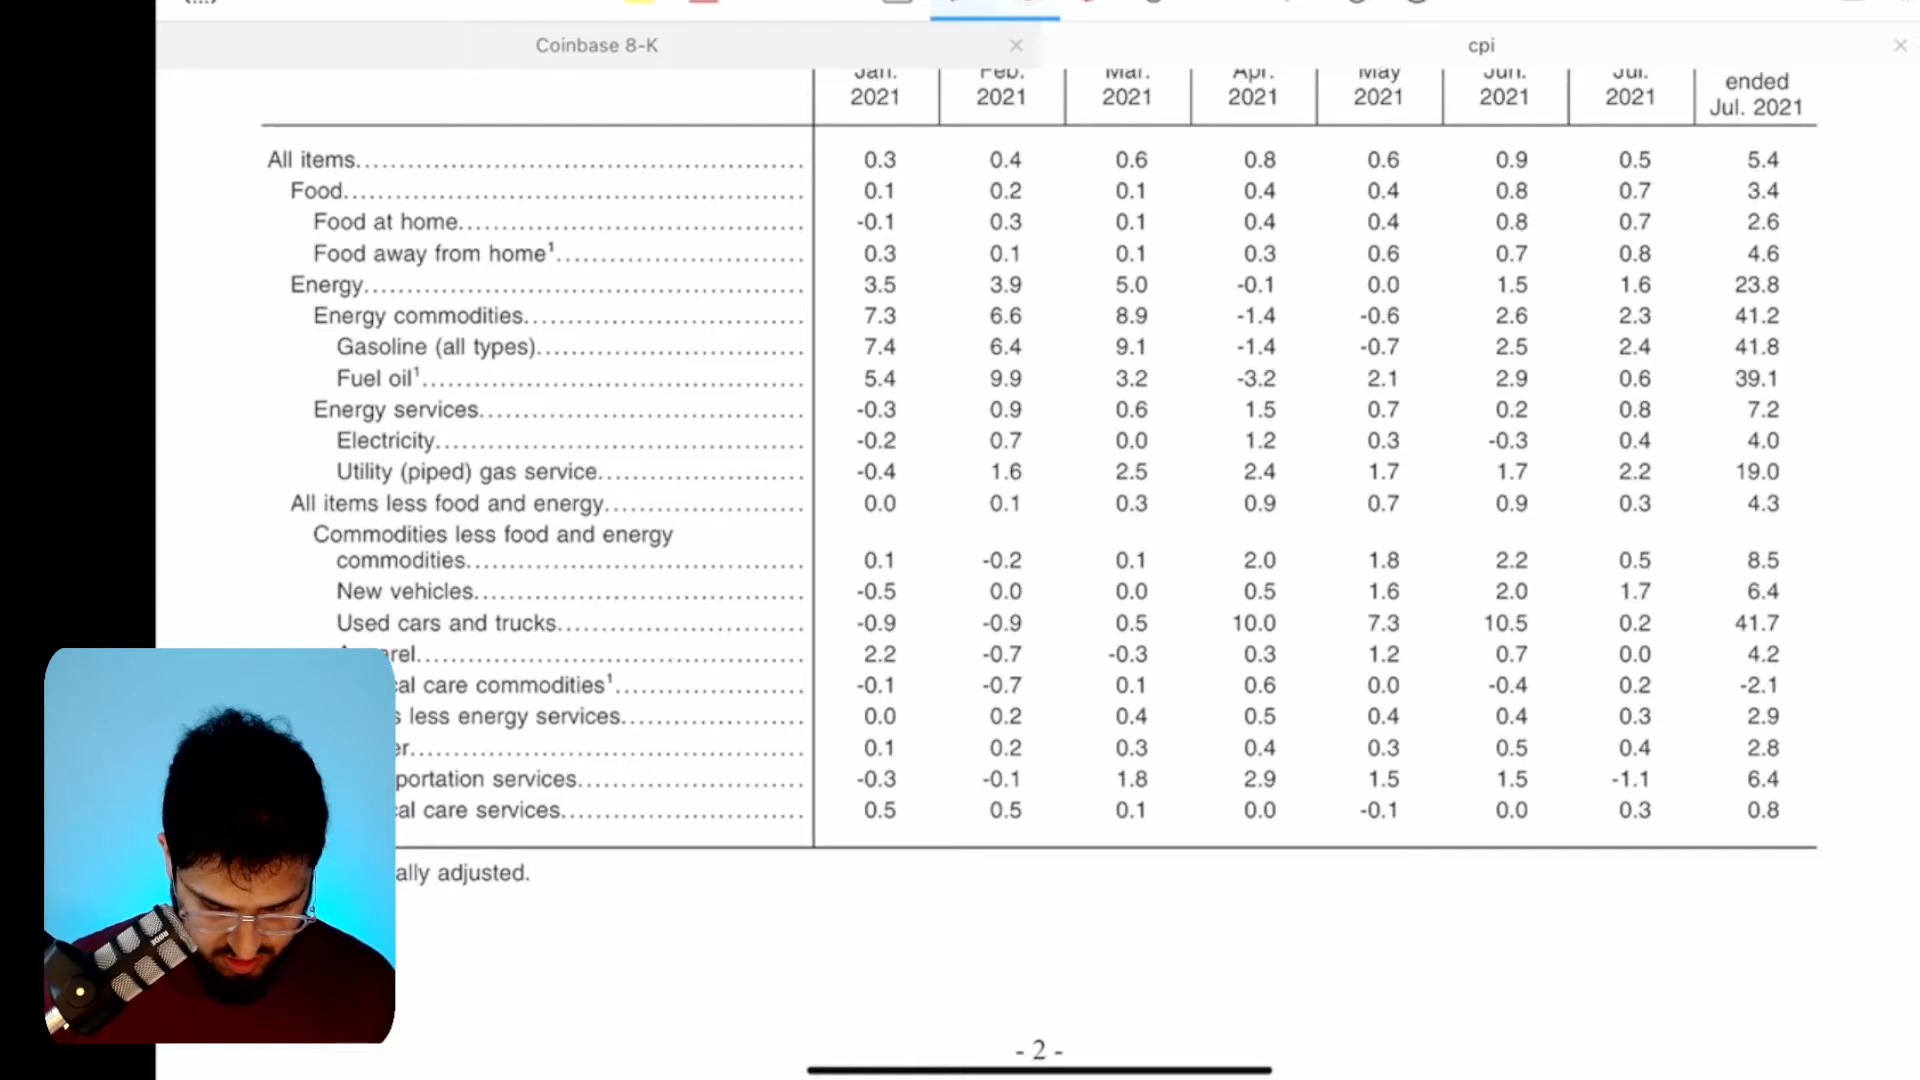 Coinbase 8-K × cpi ×
Jan. Feb. Mar. Apr. May Jun. Jul. ended
2021 2021 2021 2021 2021 2021 2021 Jul. 2021
All items 0.3 0.4 0.6 0.8 0.6 0.9 0.5 5.4
Food 0.1 0.2 0.1 0.4 0.4 0.8 0.7 3.4
Food at home -0.1 0.3 0.1 0.4 0.4 0.8 0.7 2.6
Food away from home¹ 0.3 0.1 0.1 0.3 0.6 0.7 0.8 4.6
Energy 3.5 3.9 5.0 -0.1 0.0 1.5 1.6 23.8
Energy commodities 7.3 6.6 8.9 -1.4 -0.6 2.6 2.3 41.2
Gasoline (all types) 7.4 6.4 9.1 -1.4 -0.7 2.5 2.4 41.8
Fuel oil¹ 5.4 9.9 3.2 -3.2 2.1 2.9 0.6 39.1
Energy services -0.3 0.9 0.6 1.5 0.7 0.2 0.8 7.2
Electricity -0.2 0.7 0.0 1.2 0.3 -0.3 0.4 4.0
Utility (piped) gas service -0.4 1.6 2.5 2.4 1.7 1.7 2.2 19.0
All items less food and energy 0.0 0.1 0.3 0.9 0.7 0.9 0.3 4.3
Commodities less food and energy
commodities 0.1 -0.2 0.1 2.0 1.8 2.2 0.5 8.5
New vehicles -0.5 0.0 0.0 0.5 1.6 2.0 1.7 6.4
Used cars and trucks -0.9 -0.9 0.5 10.0 7.3 10.5 0.2 41.7
rel 2.2 -0.7 -0.3 0.3 1.2 0.7 0.0 4.2
cal care commodities¹ -0.1 -0.7 0.1 0.6 0.0 -0.4 0.2 -2.1
s less energy services 0.0 0.2 0.4 0.5 0.4 0.4 0.3 2.9
er 0.1 0.2 0.3 0.4 0.3 0.5 0.4 2.8
portation services -0.3 -0.1 1.8 2.9 1.5 1.5 -1.1 6.4
cal care services 0.5 0.5 0.1 0.0 -0.1 0.0 0.3 0.8
ally adjusted.
- 2 -